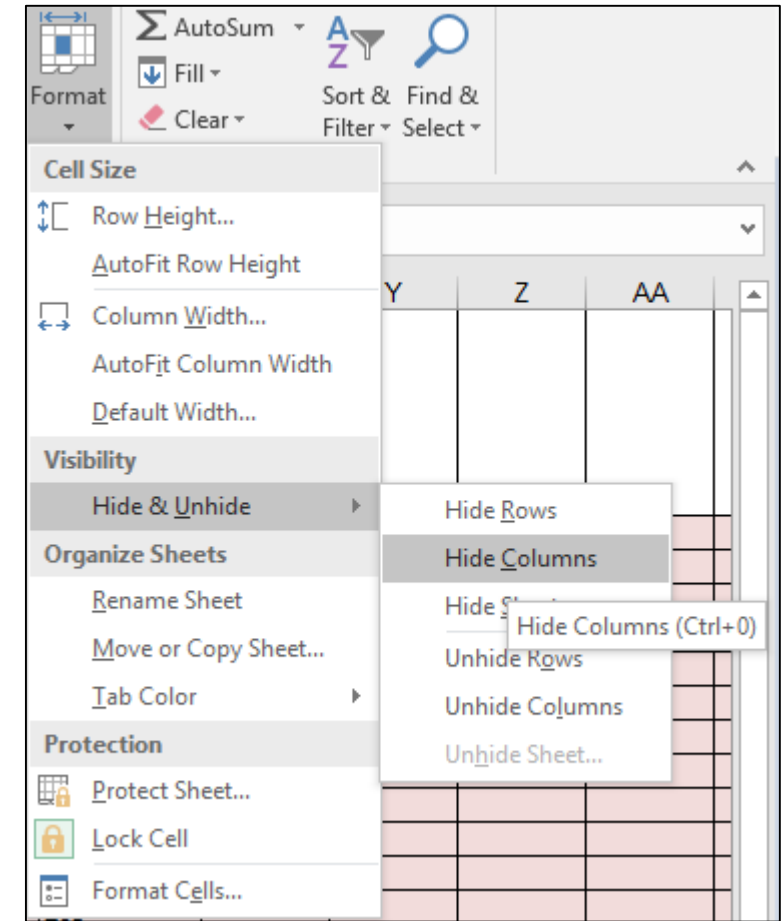 AutoSum
Fill
Clear
Format
Sort &
Filter
Find &
Select
Cell Size
Row Height...
AutoFit Row Height
Column Width...
AutoFit Column Width
Default Width...
Visibility
Hide & Unhide
Organize Sheets
Rename Sheet
Move or Copy Sheet...
Tab Color
Protection
Protect Sheet...
Lock Cell
Format Cells...
Y Z AA
Hide Rows
Hide Columns
Hide
Hide Columns (Ctrl+0)
Unhide Rows
Unhide Columns
Unhide Sheet...